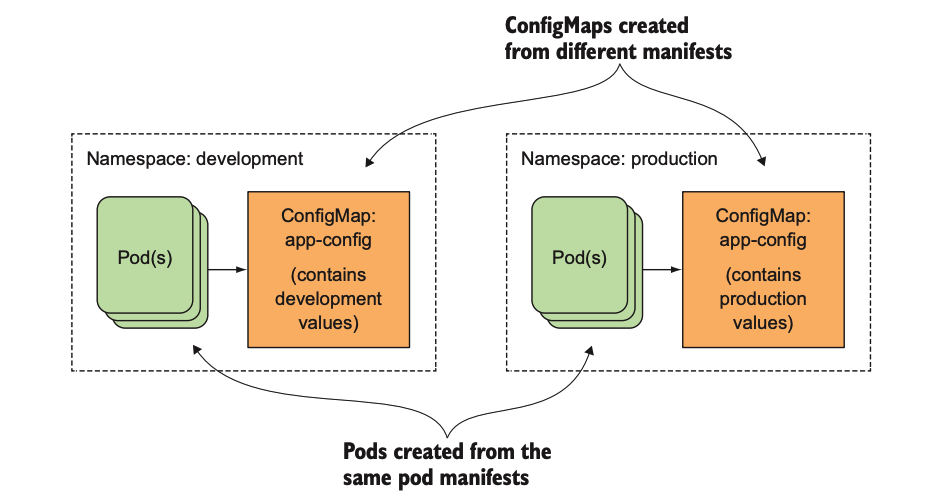 ConfigMaps created
from different manifests
Namespace: development
Pod(s)
ConfigMap:
app-config
(contains
development
values)
Namespace: production
Pod(s)
ConfigMap:
app-config
(contains
production
values)
Pods created from the
same pod manifests